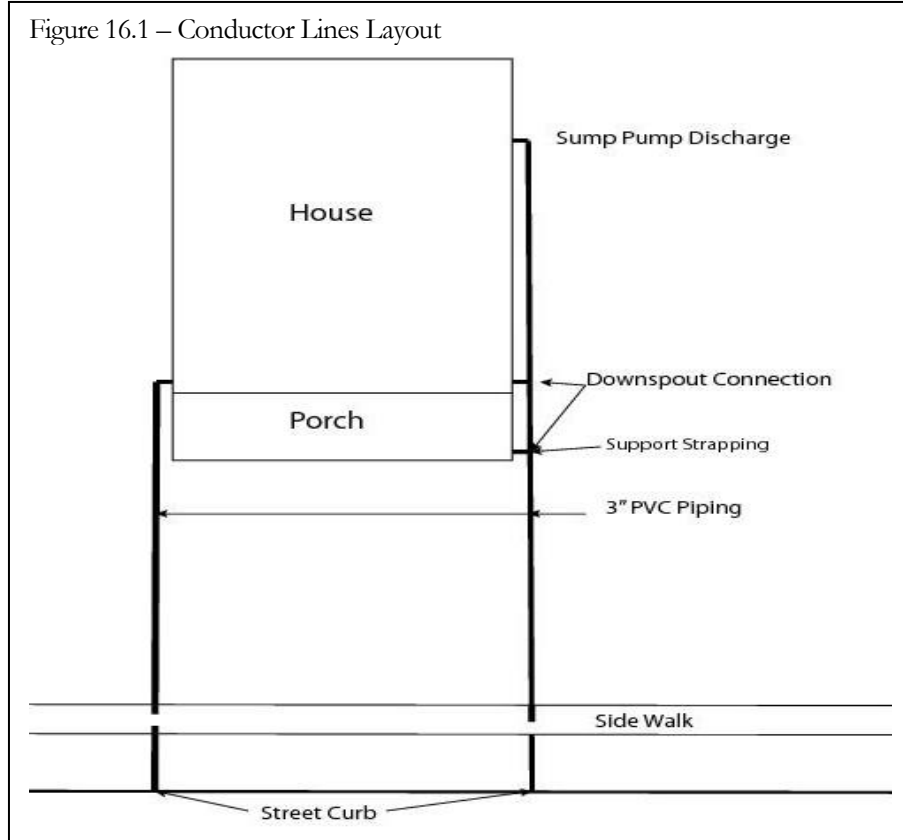 Figure 16.1 – Conductor Lines Layout
Sump Pump Discharge
House
Downspout Connection
Porch
Support Strapping
3" PVC Piping
Side Walk
Street Curb